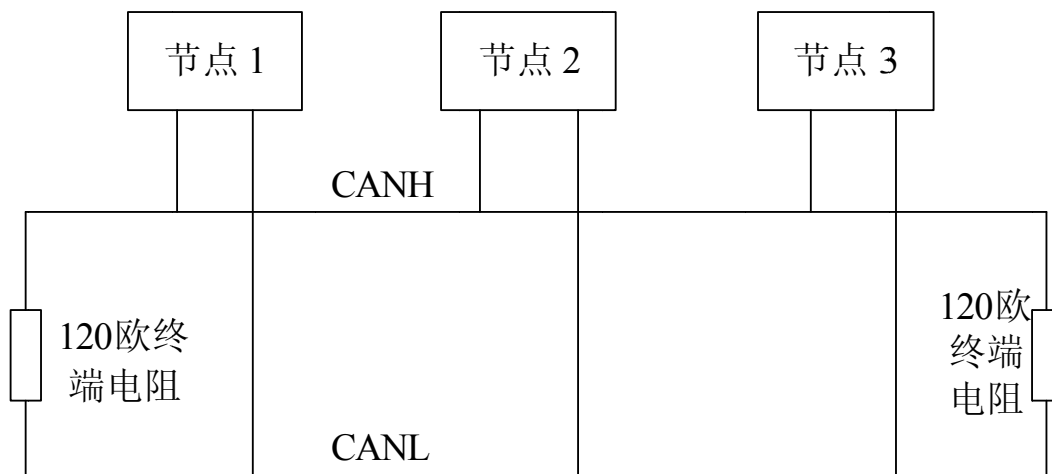 节点 1
节点 2
节点 3
CANH
120欧终
端电阻
120欧
终端
电阻
CANL